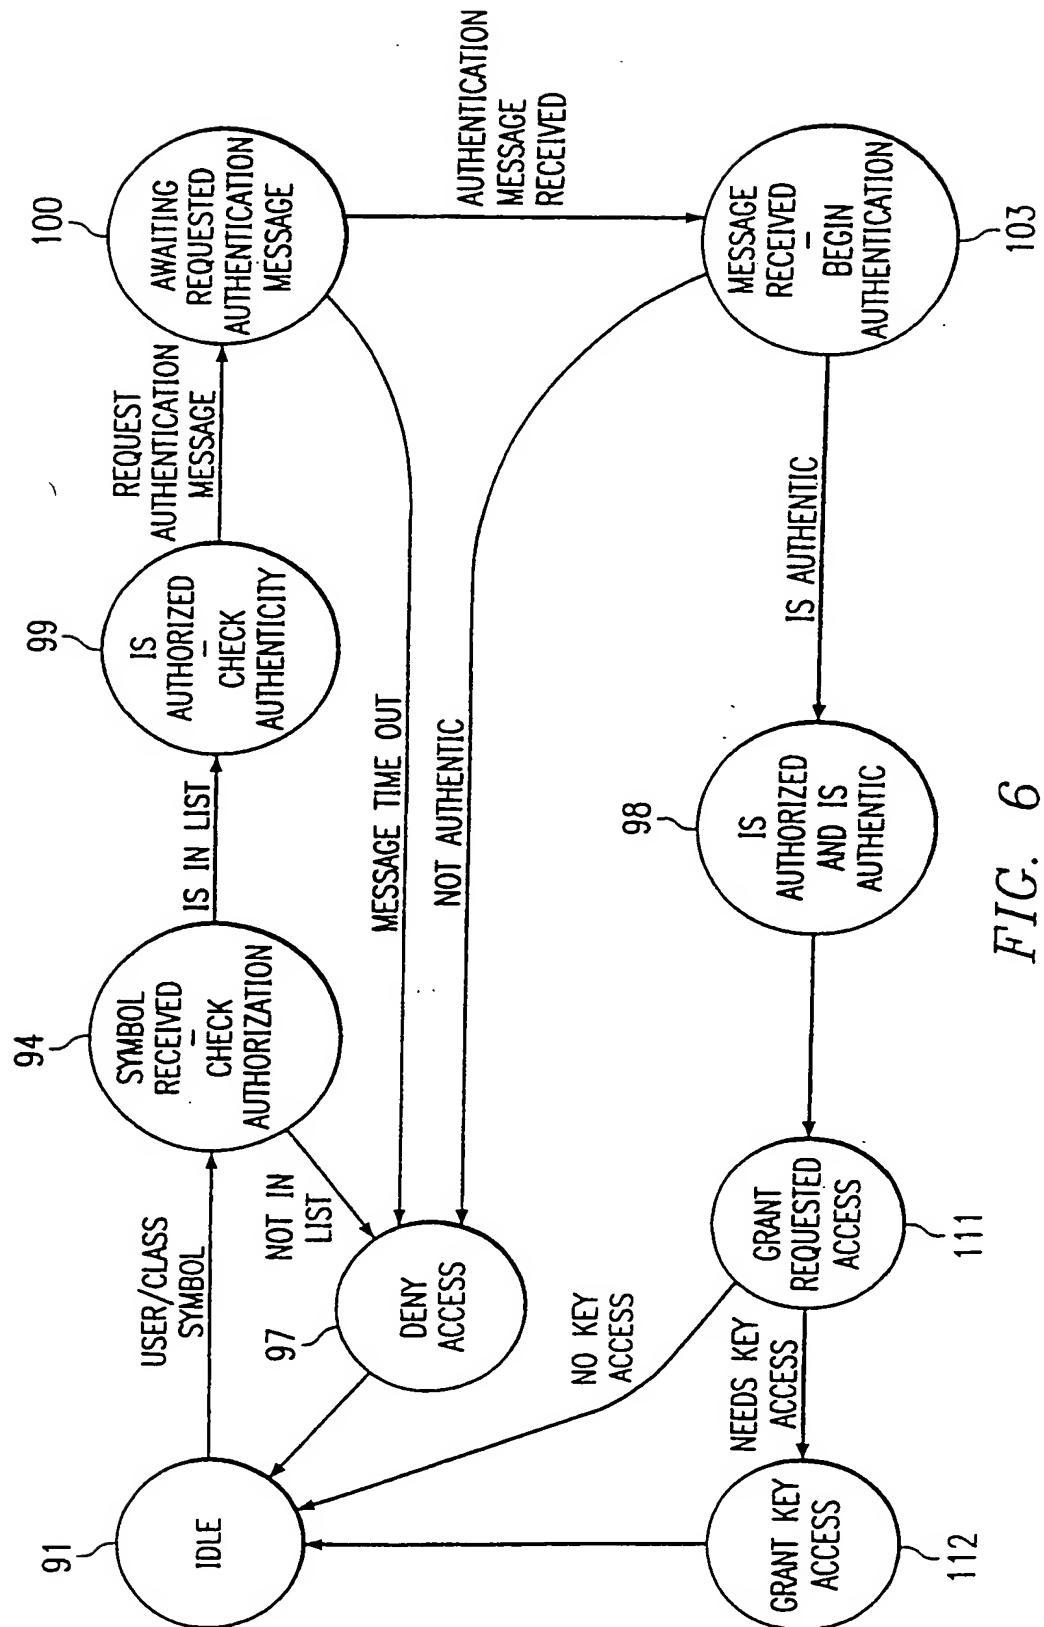 91
IDLE
USER/CLASS
SYMBOL
94
SYMBOL
RECEIVED
–
CHECK
AUTHORIZATION
IS IN LIST
99
IS
AUTHORIZED
–
CHECK
AUTHENTICITY
REQUEST
AUTHENTICATION
MESSAGE
100
AWAITING
REQUESTED
AUTHENTICATION
MESSAGE
NOT IN
LIST
97
DENY
ACCESS
MESSAGE TIME OUT
NOT AUTHENTIC
AUTHENTICATION
MESSAGE
RECEIVED
NO KEY
ACCESS
112
GRANT KEY
ACCESS
NEEDS KEY
ACCESS
111
GRANT
REQUESTED
ACCESS
98
IS
AUTHORIZED
AND IS
AUTHENTIC
IS AUTHENTIC
MESSAGE
RECEIVED
–
BEGIN
AUTHENTICATION
103
FIG. 6